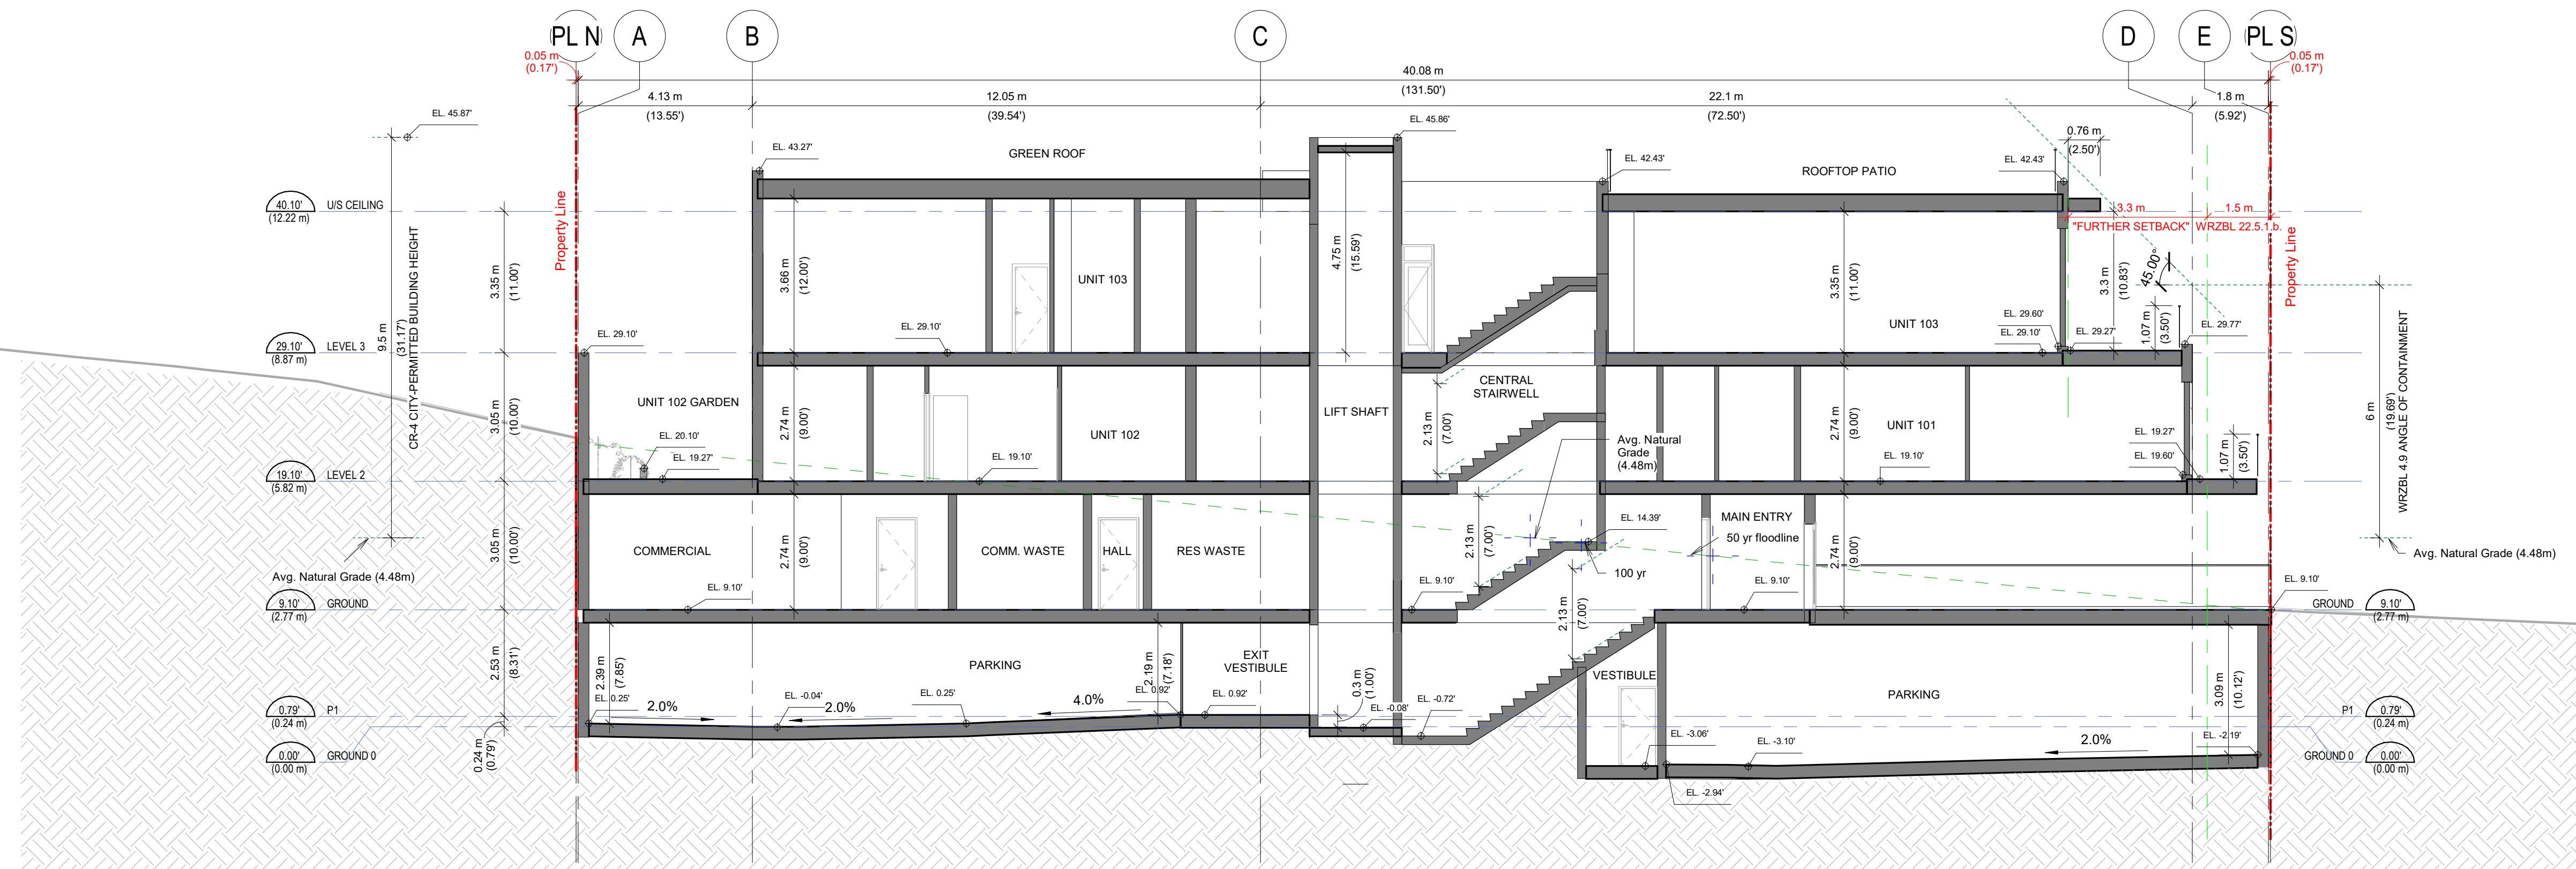 PL N
A
B
C
D
E
PL S
0.05 m
(0.17')
0.05 m
(0.17')
40.08 m
(131.50')
4.13 m
(13.55')
12.05 m
(39.54')
22.1 m
(72.50')
1.8 m
(5.92')
EL. 45.87'
EL. 45.86'
0.76 m
(2.50')
EL. 43.27'
GREEN ROOF
EL. 42.43'
ROOFTOP PATIO
EL. 42.43'
40.10'
(12.22 m)
U/S CEILING
Property Line
3.3 m
1.5 m
"FURTHER SETBACK" WRZBL 22.5.1.b.
Property Line
9.5 m
(31.17')
CR-4 CITY-PERMITTED BUILDING HEIGHT
3.35 m
(11.00')
3.66 m
(12.00')
UNIT 103
4.75 m
(15.59')
3.35 m
(11.00')
UNIT 103
3.3 m
(10.83')
45.00°
1.07 m
(3.50')
EL. 29.10'
EL. 29.10'
EL. 29.60'
EL. 29.10'
EL. 29.27'
EL. 29.77'
29.10'
(8.87 m)
LEVEL 3
3.05 m
(10.00')
UNIT 102 GARDEN
2.74 m
(9.00')
UNIT 102
LIFT SHAFT
2.13 m
(7.00')
CENTRAL
STAIRWELL
2.74 m
(9.00')
UNIT 101
6 m
(19.69')
WRZBL 4.9 ANGLE OF CONTAINMENT
EL. 20.10'
EL. 19.27'
EL. 19.10'
Avg. Natural
Grade
(4.48m)
EL. 19.10'
EL. 19.27'
EL. 19.60'
1.07 m
(3.50')
19.10'
(5.82 m)
LEVEL 2
3.05 m
(10.00')
COMMERCIAL
2.74 m
(9.00')
COMM. WASTE
HALL
RES WASTE
2.13 m
(7.00')
EL. 14.39'
MAIN ENTRY
50 yr floodline
100 yr
2.74 m
(9.00')
Avg. Natural Grade (4.48m)
Avg. Natural Grade (4.48m)
EL. 9.10'
EL. 9.10'
EL. 9.10'
EL. 9.10'
9.10'
(2.77 m)
GROUND
GROUND
9.10'
(2.77 m)
2.53 m
(8.31')
2.39 m
(7.85')
PARKING
2.19 m
(7.18')
EXIT
VESTIBULE
2.13 m
(7.00')
VESTIBULE
PARKING
3.09 m
(10.12')
EL. 0.25'
2.0%
EL. -0.04'
2.0%
EL. 0.25'
4.0%
EL. 0.92'
EL. 0.92'
0.3 m
(1.00')
EL. -0.08'
EL. -0.72'
0.79'
(0.24 m)
P1
P1
0.79'
(0.24 m)
0.24 m
(0.79')
0.00'
(0.00 m)
GROUND 0
EL. -3.06'
EL. -3.10'
2.0%
EL. -2.19'
GROUND 0
0.00'
(0.00 m)
EL. -2.94'